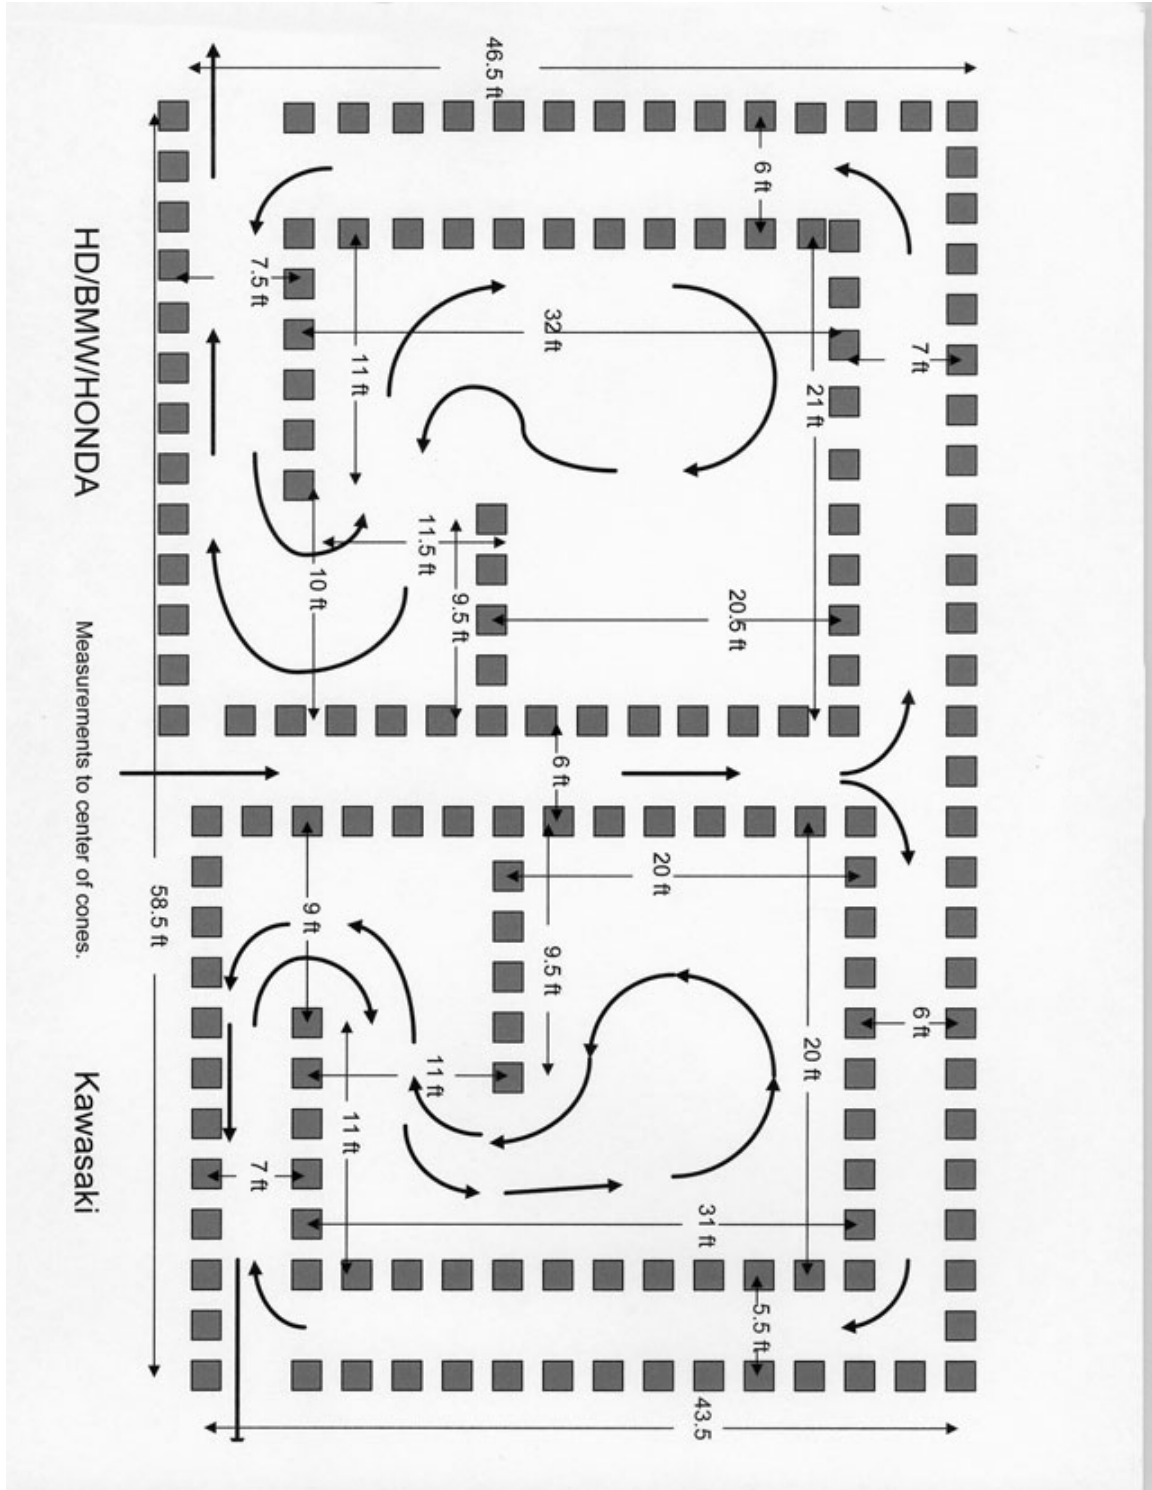 46.5 ft
6 ft
7.5 ft
32 ft
11 ft
7 ft
21 ft
11.5 ft
10 ft
9.5 ft
20.5 ft
6 ft
HD/BMW/HONDA
Measurements to center of cones.
Kawasaki
58.5 ft
20 ft
9 ft
9.5 ft
6 ft
20 ft
11 ft
11 ft
7 ft
31 ft
5.5 ft
43.5